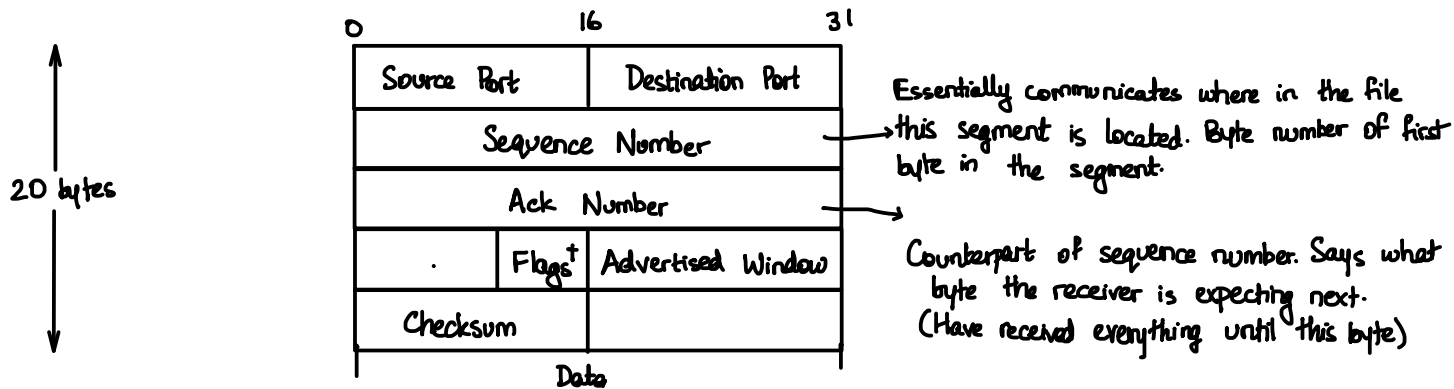 0 16 31
Source Port Destination Port
Sequence Number
Ack Number
Flags† Advertised Window
Checksum
Data
20 bytes
Essentially communicates where in the file
this segment is located. Byte number of first
byte in the segment.
Counterpart of sequence number. Says what
byte the receiver is expecting next.
(Have received everything until this byte)